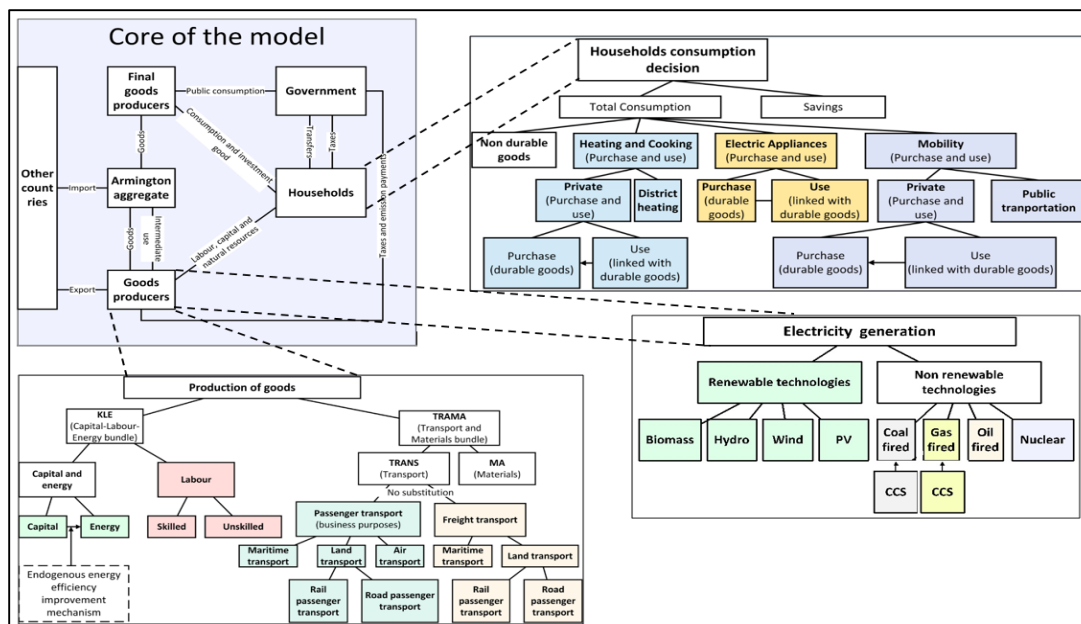 Core of the model
Final
goods
producers
Public consumption
Government
Consumption and investment
good
Goods
Transfers
Taxes
Taxes and emission payments
Other
count
ries
Import
Armington
aggregate
Households
Goods
Intermediate
use
Labour, capital and
natural resources
Export
Goods
producers
Households consumption
decision
Total Consumption
Savings
Non durable
goods
Heating and Cooking
(Purchase and use)
Electric Appliances
(Purchase and use)
Mobility
(Purchase and use)
Private
(Purchase and
use)
District
heating
Purchase
(durable
goods)
Use
(linked with
durable goods)
Private
(Purchase and
use)
Public
tranportation
Purchase
(durable goods)
Use
(linked with
durable goods)
Purchase
(durable goods)
Use
(linked with durable goods)
Electricity generation
Renewable technologies
Non renewable
technologies
Biomass
Hydro
Wind
PV
Coal
fired
Gas
fired
Oil
fired
Nuclear
CCS
CCS
Production of goods
KLE
(Capital-Labour-
Energy bundle)
TRAMA
(Transport and
Materials bundle)
Capital and
energy
Labour
TRANS
(Transport)
MA
(Materials)
No substitution
Capital
Energy
Skilled
Unskilled
Passenger transport
(business purposes)
Freight transport
Maritime
transport
Land
transport
Air
transport
Maritime
transport
Land transport
Endogenous energy
efficiency
improvement
mechanism
Rail
passenger
transport
Road passenger
transport
Rail
passenger
transport
Road
passenger
transport